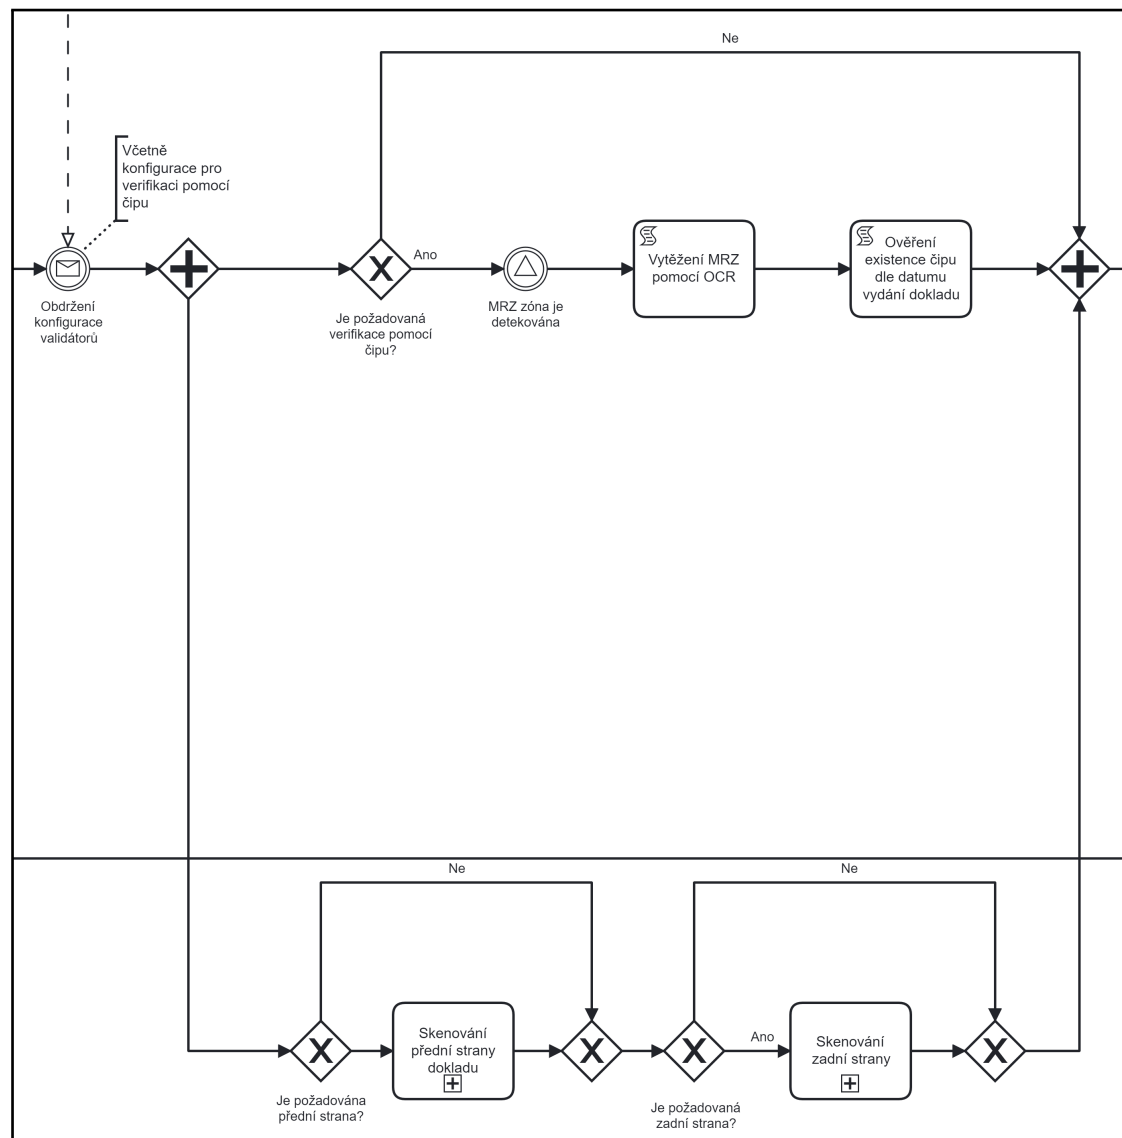 Ne
Včetně
konfigurace pro
verifikaci pomocí
čipu
Obdržení
konfigurace
validátorů
Ano
Je požadovaná
verifikace pomocí
čipu?
MRZ zóna je
detekována
Vytěžení MRZ
pomocí OCR
Ověření
existence čipu
dle datumu
vydání dokladu
Ne
Ne
Je požadována
přední strana?
Skenování
přední strany
dokladu
Je požadovaná
zadní strana?
Ano
Skenování
zadní strany